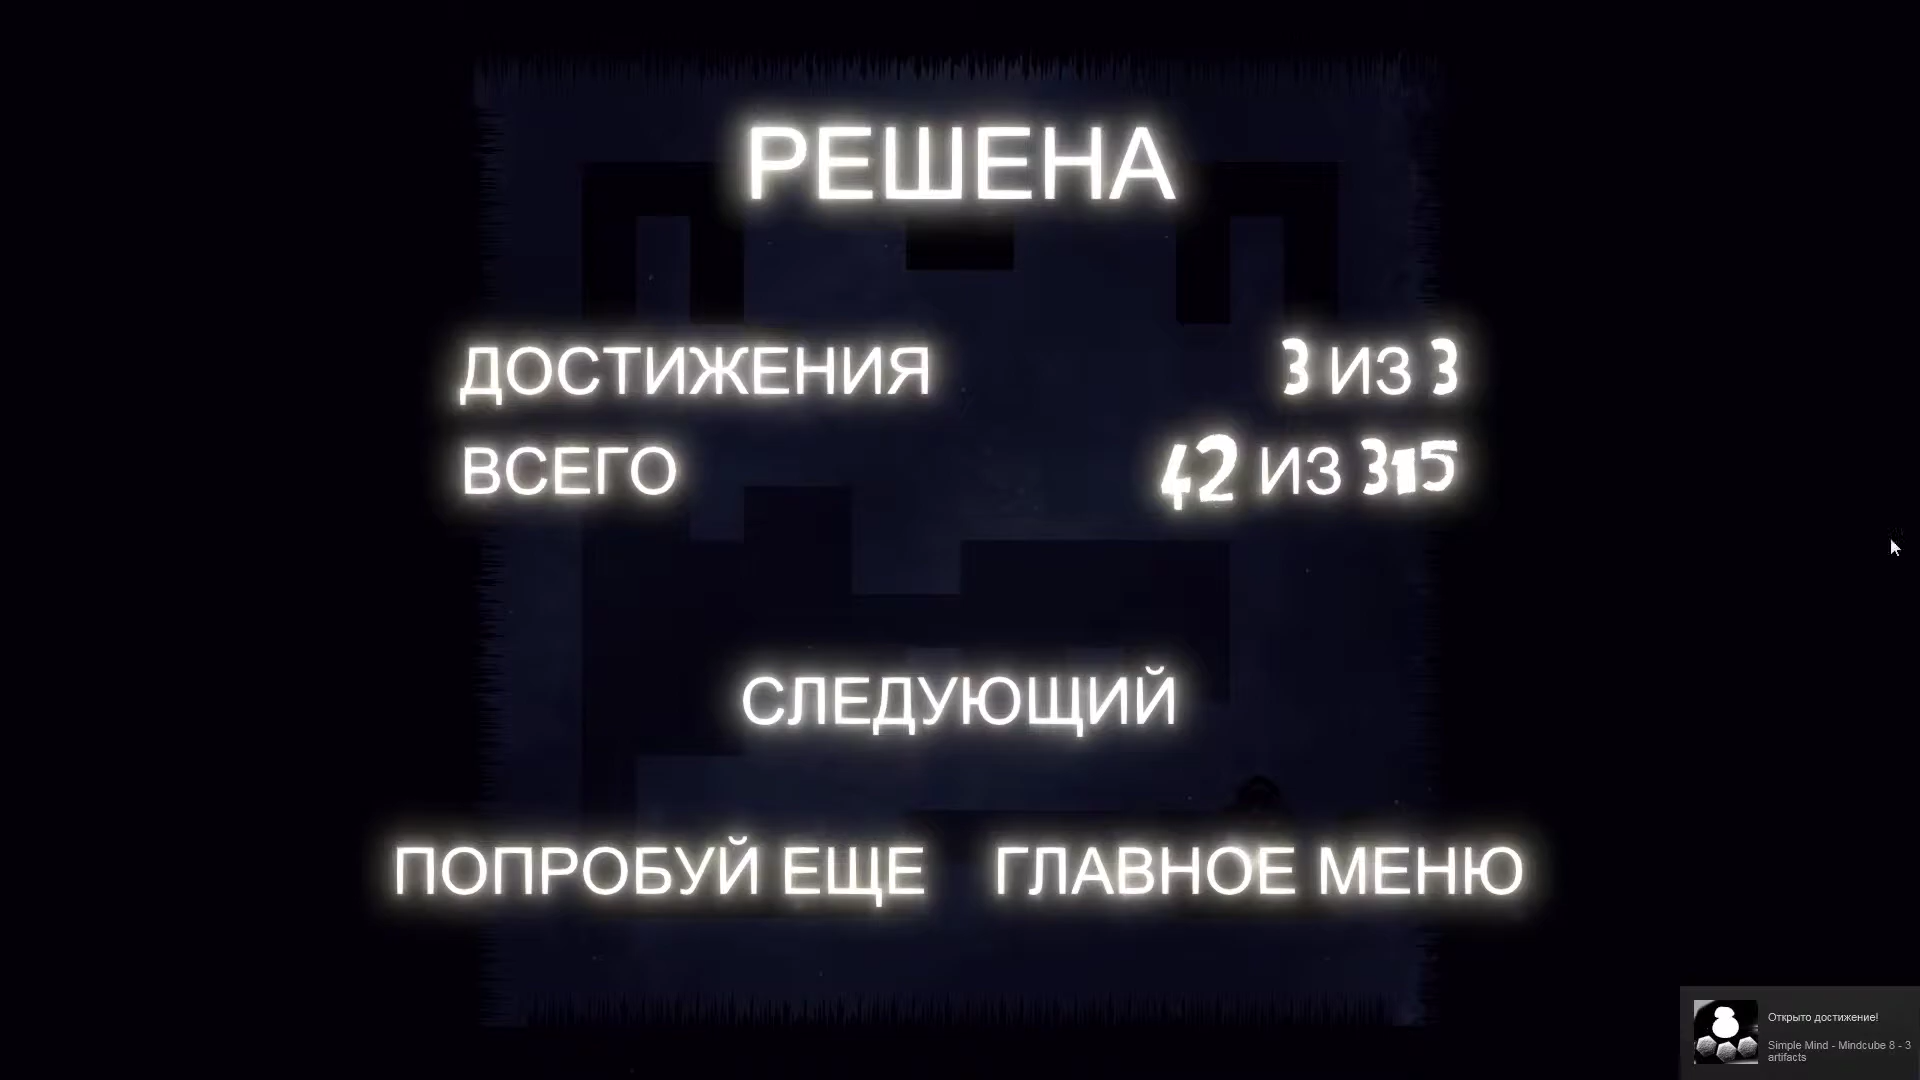 РЕШЕНА
ДОСТИЖЕНИЯ 3 ИЗ 3
ВСЕГО 42 ИЗ 315
СЛЕДУЮЩИЙ
ПОПРОБУЙ ЕЩЕ ГЛАВНОЕ МЕНЮ
Открыто достижение!
Simple Mind - Mindcube 8 - 3
artifacts